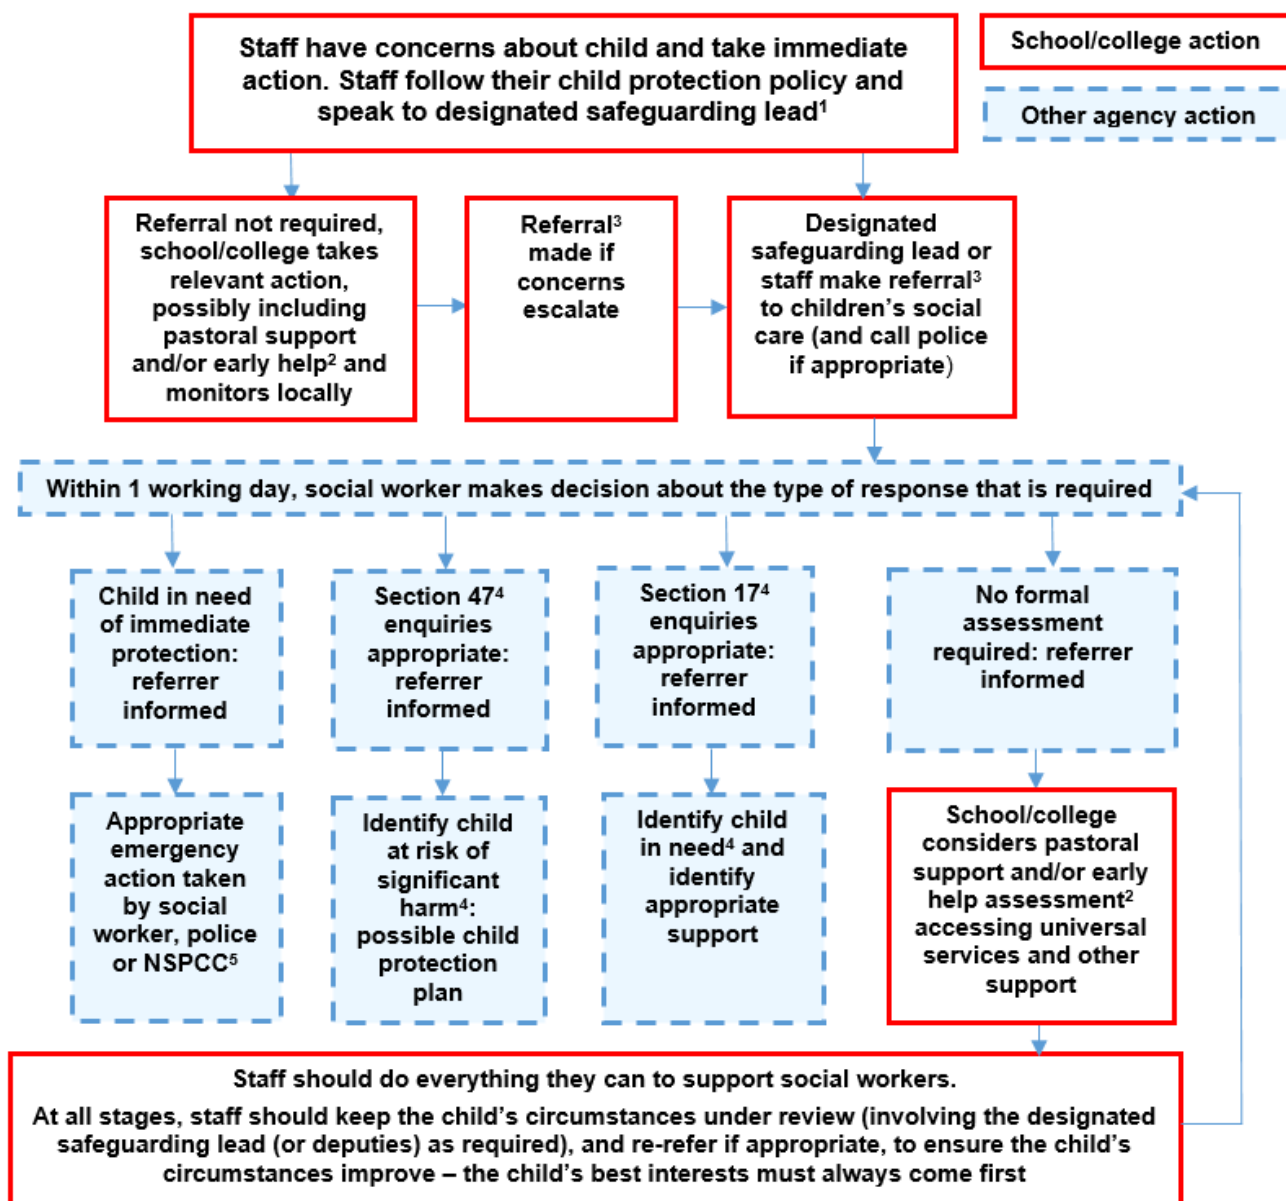 Staff have concerns about child and take immediate
action. Staff follow their child protection policy and
speak to designated safeguarding lead¹
School/college action
Other agency action
Referral not required,
school/college takes
relevant action,
possibly including
pastoral support
and/or early help² and
monitors locally
Referral³
made if
concerns
escalate
Designated
safeguarding lead or
staff make referral³
to children’s social
care (and call police
if appropriate)
Within 1 working day, social worker makes decision about the type of response that is required
Child in need
of immediate
protection:
referrer
informed
Section 47⁴
enquiries
appropriate:
referrer
informed
Section 17⁴
enquiries
appropriate:
referrer
informed
No formal
assessment
required: referrer
informed
Appropriate
emergency
action taken
by social
worker, police
or NSPCC⁵
Identify child
at risk of
significant
harm⁴:
possible child
protection
plan
Identify child
in need⁴ and
identify
appropriate
support
School/college
considers pastoral
support and/or early
help assessment²
accessing universal
services and other
support
Staff should do everything they can to support social workers.
At all stages, staff should keep the child’s circumstances under review (involving the designated
safeguarding lead (or deputies) as required), and re-refer if appropriate, to ensure the child’s
circumstances improve – the child’s best interests must always come first